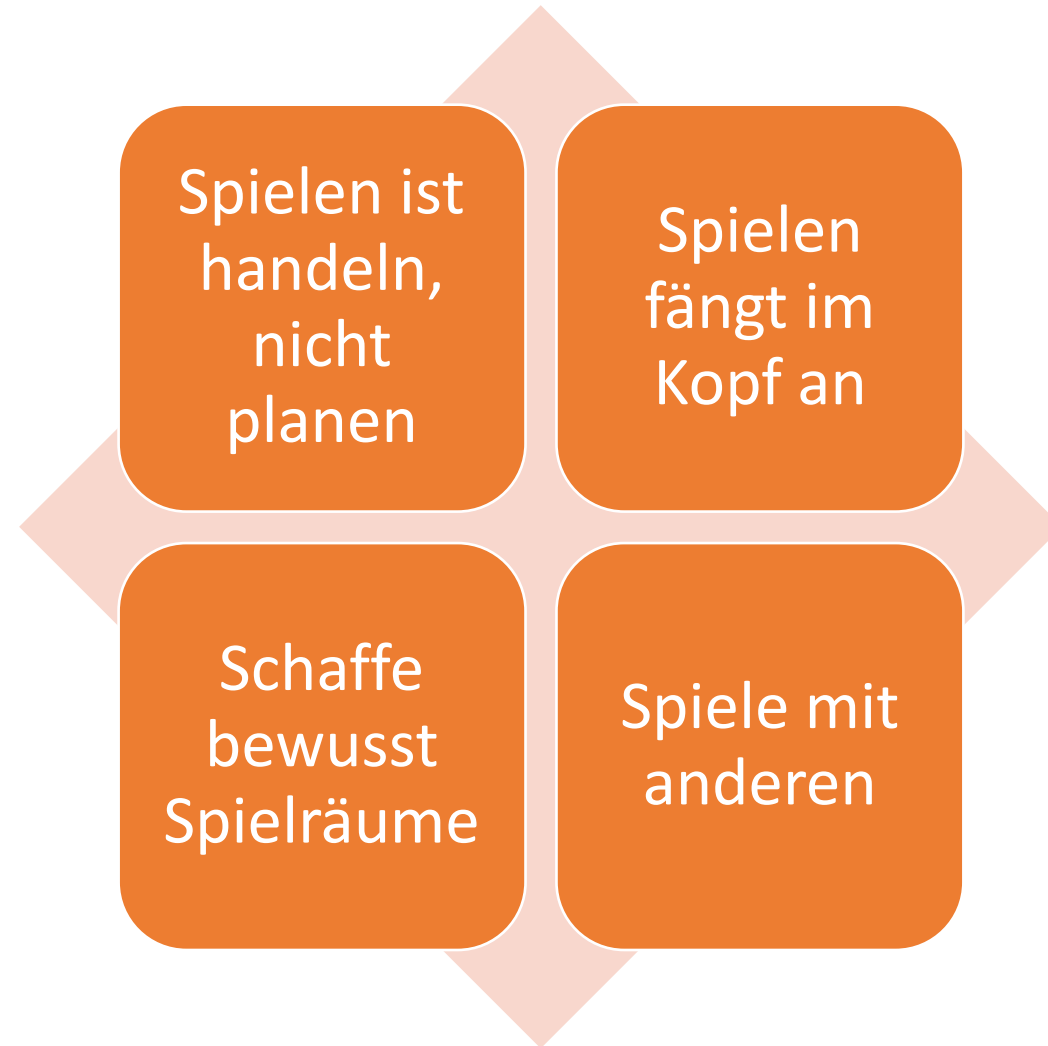 Spielen ist
handeln,
nicht
planen
Spielen
fängt im
Kopf an
Schaffe
bewusst
Spielräume
Spiele mit
anderen